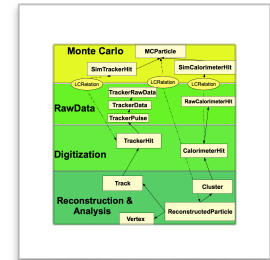 Monte Carlo
MCParticle
SimTrackerHit
SimCalorimeterHit
LCRelation
LCRelation
LCRelation
TrackerRawData
RawData
TrackerData
RawCalorimeterHit
TrackerPulse
TrackerHit
Digitization
CalorimeterHit
Track
Cluster
Reconstruction &
Analysis
ReconstructedParticle
Vertex